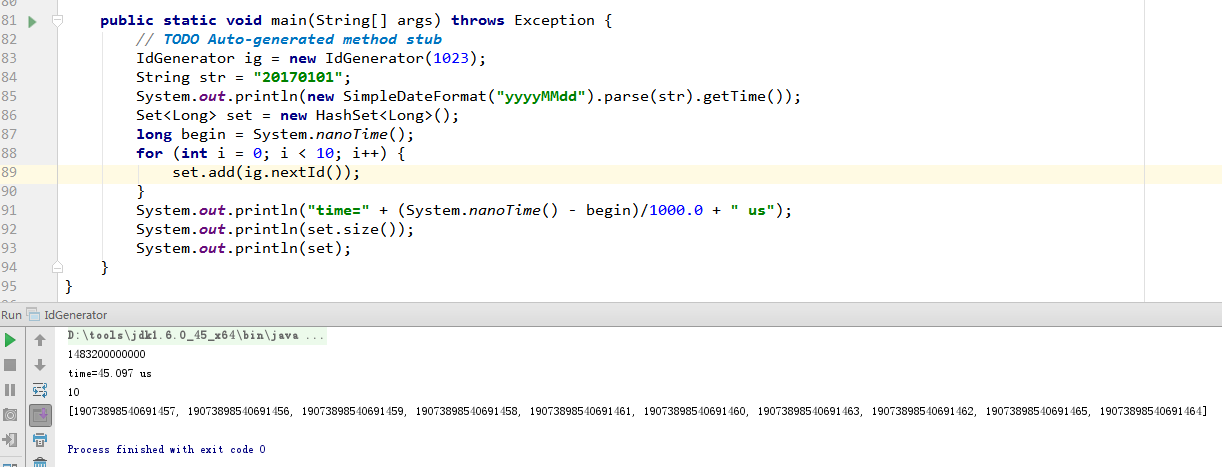 80
81 public static void main(String[] args) throws Exception {
82 // TODO Auto-generated method stub
83 IdGenerator ig = new IdGenerator(1023);
84 String str = "20170101";
85 System.out.println(new SimpleDateFormat("yyyyMMdd").parse(str).getTime());
86 Set<Long> set = new HashSet<Long>();
87 long begin = System.nanoTime();
88 for (int i = 0; i < 10; i++) {
89 set.add(ig.nextId());
90 }
91 System.out.println("time=" + (System.nanoTime() - begin)/1000.0 + " us");
92 System.out.println(set.size());
93 System.out.println(set);
94 }
95 }
Run IdGenerator
D:\tools\jdk1.6.0_45_x64\bin\java ...
1483200000000
time=45.097 us
10
[19073898540691457, 19073898540691456, 19073898540691459, 19073898540691458, 19073898540691461, 19073898540691460, 19073898540691463, 19073898540691462, 19073898540691465, 19073898540691464]
Process finished with exit code 0